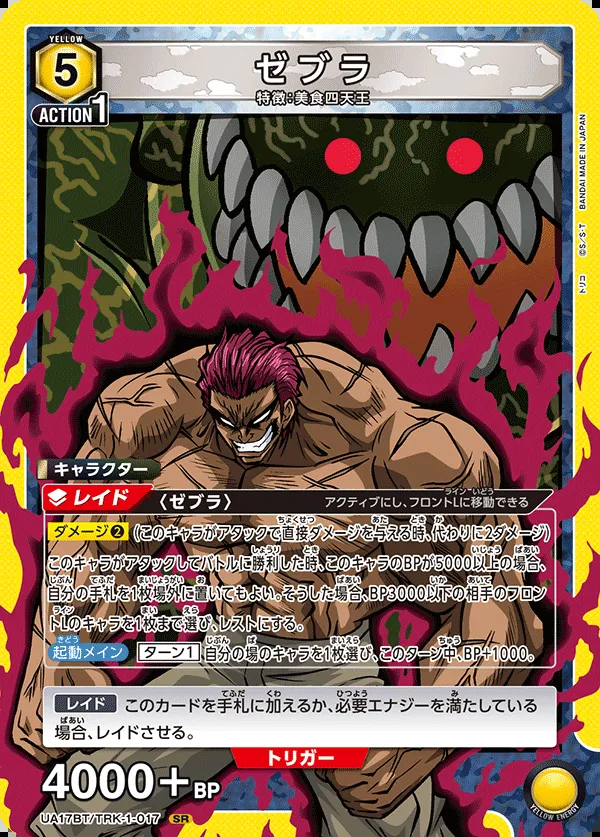 YELLOW
5
ACTION 1
ゼブラ
特徴:美食四天王
BANDAI MADE IN JAPAN
©S/S・T
トリコ
キャラクター
レイド 〈ゼブラ〉 アクティブにし、フロントLに移動できる
ダメージ❷ (このキャラがアタックで直接ダメージを与える時、代わりに2ダメージ)
このキャラがアタックしてバトルに勝利した時、このキャラのBPが5000以上の場合、
自分の手札を1枚場外に置いてもよい。そうした場合、BP3000以下の相手のフロン
トLのキャラを1枚まで選び、レストにする。
起動メイン ターン1 自分の場のキャラを1枚選び、このターン中、BP+1000。
レイド このカードを手札に加えるか、必要エナジーを満たしている
場合、レイドさせる。
トリガー
4000+BP
UA17BT/TRK-1-017 SR
YELLOW ENERGY